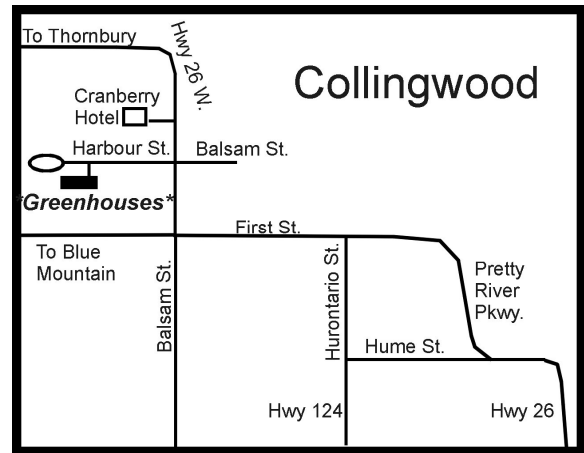 To Thornbury
Hwy 26 W.
Collingwood
Cranberry
Hotel
Harbour St.
Balsam St.
*Greenhouses*
First St.
To Blue
Mountain
Balsam St.
Hurontario St.
Pretty
River
Pkwy.
Hume St.
Hwy 124
Hwy 26